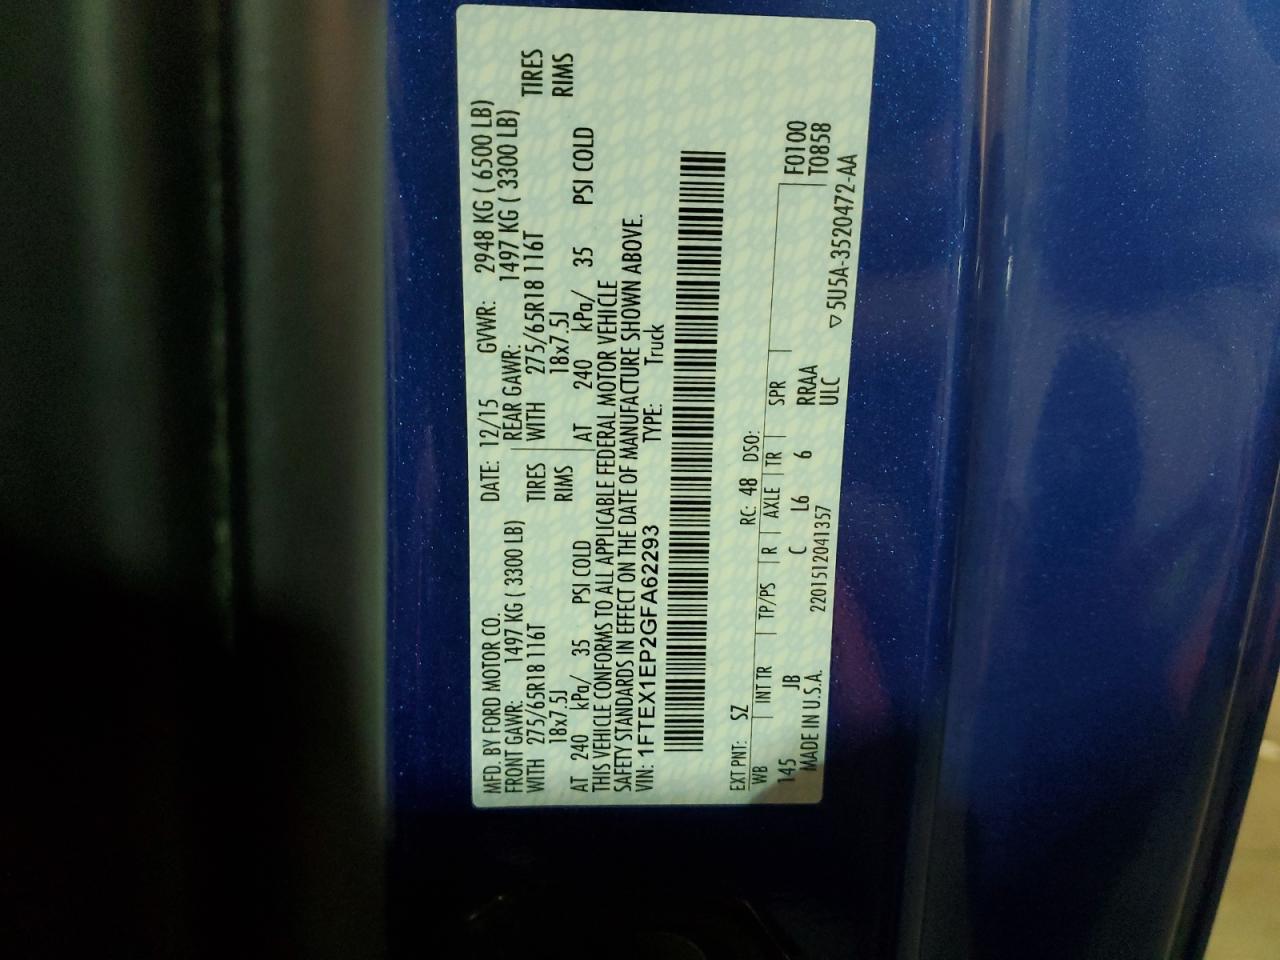 MFD. BY FORD MOTOR CO. DATE: 12/15 GVWR: 2948 KG ( 6500 LB)
FRONT GAWR: 1497 KG ( 3300 LB) REAR GAWR: 1497 KG ( 3300 LB)
WITH 275/65R18 116T TIRES WITH 275/65R18 116T TIRES
18x7.5J RIMS 18x7.5J RIMS
AT 240 kPa/ 35 PSI COLD AT 240 kPa/ 35 PSI COLD
THIS VEHICLE CONFORMS TO ALL APPLICABLE FEDERAL MOTOR VEHICLE
SAFETY STANDARDS IN EFFECT ON THE DATE OF MANUFACTURE SHOWN ABOVE.
VIN: 1FTEX1EP2GFA62293 TYPE: Truck
EXT PNT: SZ RC: 48 DSO:
WB INT TR TP/PS R AXLE TR SPR F0100
145 JB C L6 6 RRAA T0858
MADE IN U.S.A. 2201512041357 ULC
▽5U5A-3520472-AA